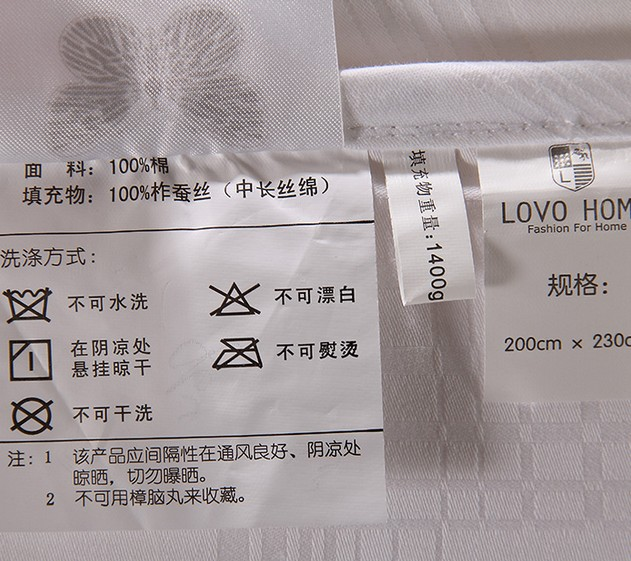 面 料：100%棉
填充物：100%柞蚕丝（中长丝绵）
洗涤方式：
不可水洗
不可漂白
在阴凉处
悬挂晾干
不可熨烫
不可干洗
注：1 该产品应间隔性在通风良好、阴凉处
晾晒，切勿曝晒。
2 不可用樟脑丸来收藏。
填充物重量：1400g
L
LOVO HOM
Fashion For Home
规格：
200cm × 230c